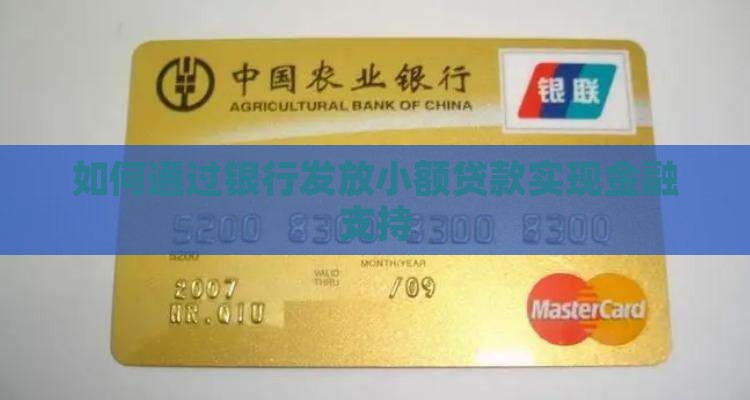 中国农业银行
AGRICULTURAL BANK OF CHINA
银联
如何通过银行发放小额贷款实现金融
支持
5200 8300 8300 8300
5200
MONTH/YEAR
VALID
THRU
2007 /09
MR.QIU
MasterCard